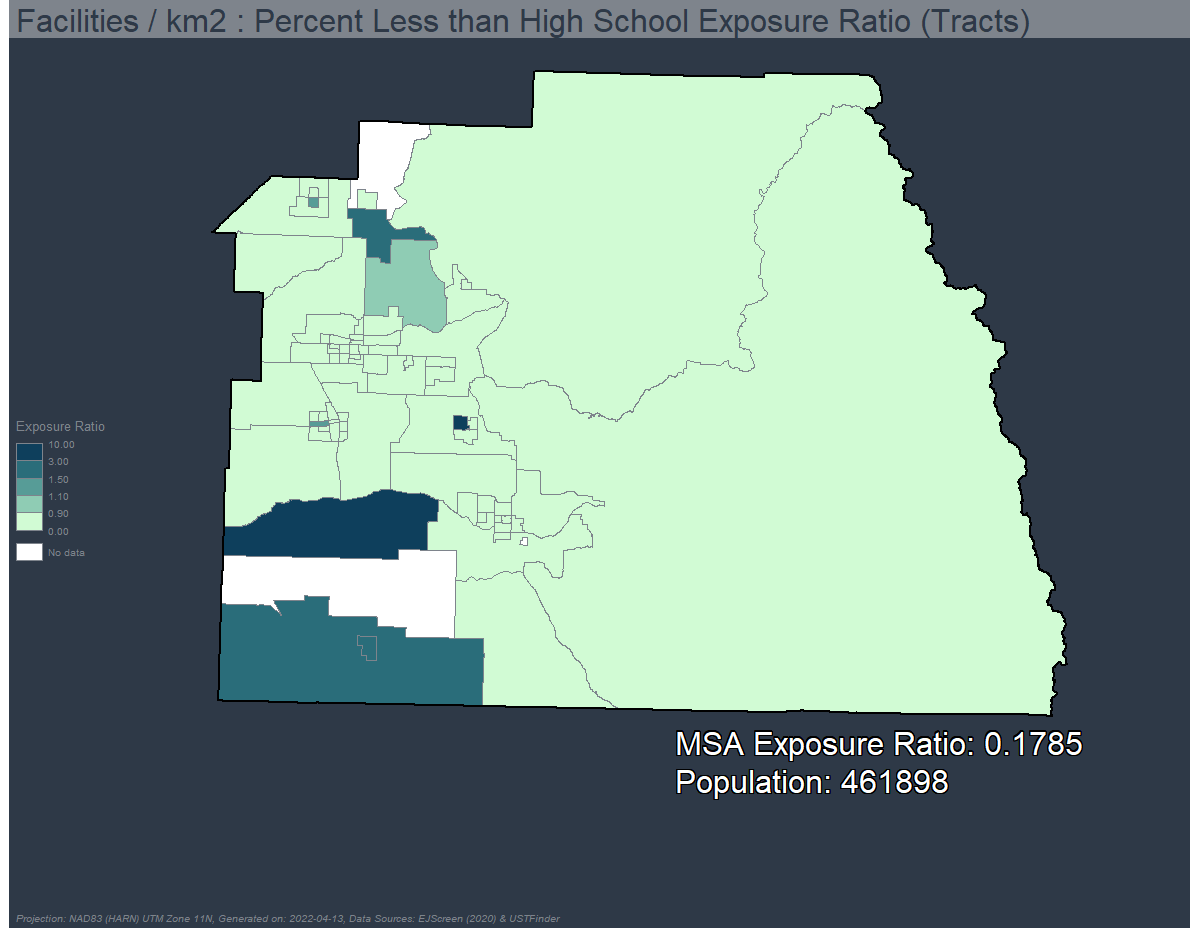 Facilities / km2 : Percent Less than High School Exposure Ratio (Tracts)
Exposure Ratio
10.00
3.00
1.50
1.10
0.90
0.00
No data
MSA Exposure Ratio: 0.1785
Population: 461898
Projection: NAD83 (HARN) UTM Zone 11N, Generated on: 2022-04-13, Data Sources: EJScreen (2020) & USTFinder